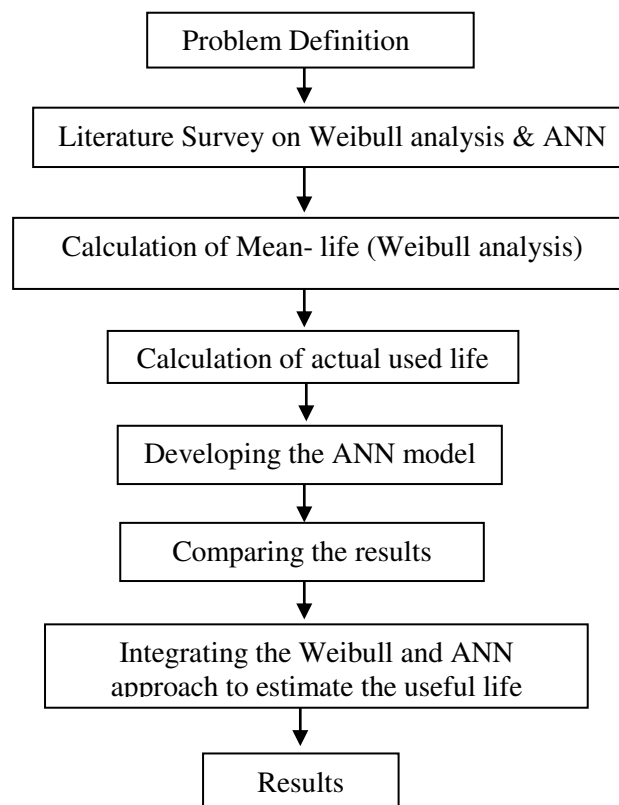 Problem Definition
Literature Survey on Weibull analysis & ANN
Calculation of Mean- life (Weibull analysis)
Calculation of actual used life
Developing the ANN model
Comparing the results
Integrating the Weibull and ANN
approach to estimate the useful life
Results